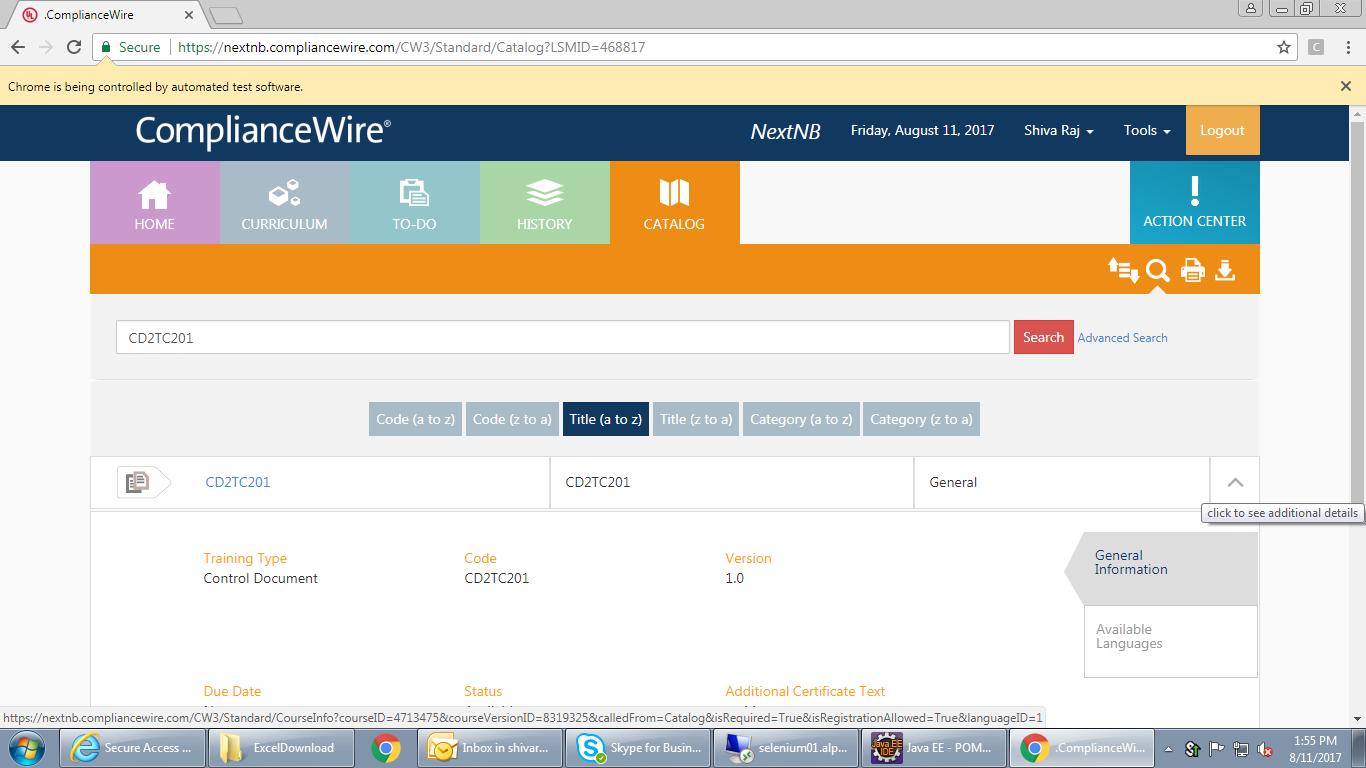 .ComplianceWire
Secure https://nextnb.compliancewire.com/CW3/Standard/Catalog?LSMID=468817
Chrome is being controlled by automated test software.
ComplianceWire®
NextNB
Friday, August 11, 2017
Shiva Raj
Tools
Logout
HOME
CURRICULUM
TO-DO
HISTORY
CATALOG
ACTION CENTER
CD2TC201
Search
Advanced Search
Code (a to z)
Code (z to a)
Title (a to z)
Title (z to a)
Category (a to z)
Category (z to a)
CD2TC201
CD2TC201
General
click to see additional details
Training Type
Control Document
Code
CD2TC201
Version
1.0
General
Information
Available
Languages
Due Date
Status
Additional Certificate Text
https://nextnb.compliancewire.com/CW3/Standard/CourseInfo?courseID=4713475&courseVersionID=8319325&calledFrom=Catalog&isRequired=True&isRegistrationAllowed=True&languageID=1
Secure Access ...
ExcelDownload
Inbox in shivar...
Skype for Busin...
selenium01.alp...
Java EE - POM...
.ComplianceWi...
1:55 PM
8/11/2017